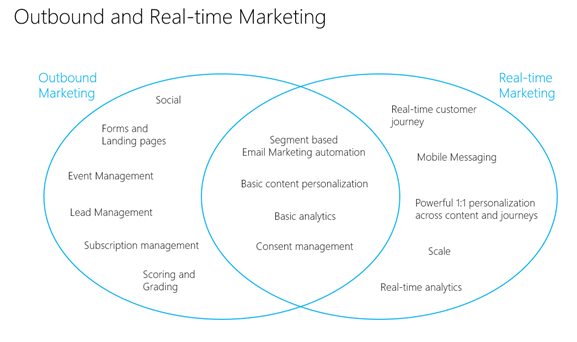 Outbound and Real-time Marketing
Outbound
Marketing
Social
Forms and
Landing pages
Event Management
Lead Management
Subscription management
Scoring and
Grading
Segment based
Email Marketing automation
Basic content personalization
Basic analytics
Consent management
Real-time
Marketing
Real-time customer
journey
Mobile Messaging
Powerful 1:1 personalization
across content and journeys
Scale
Real-time analytics